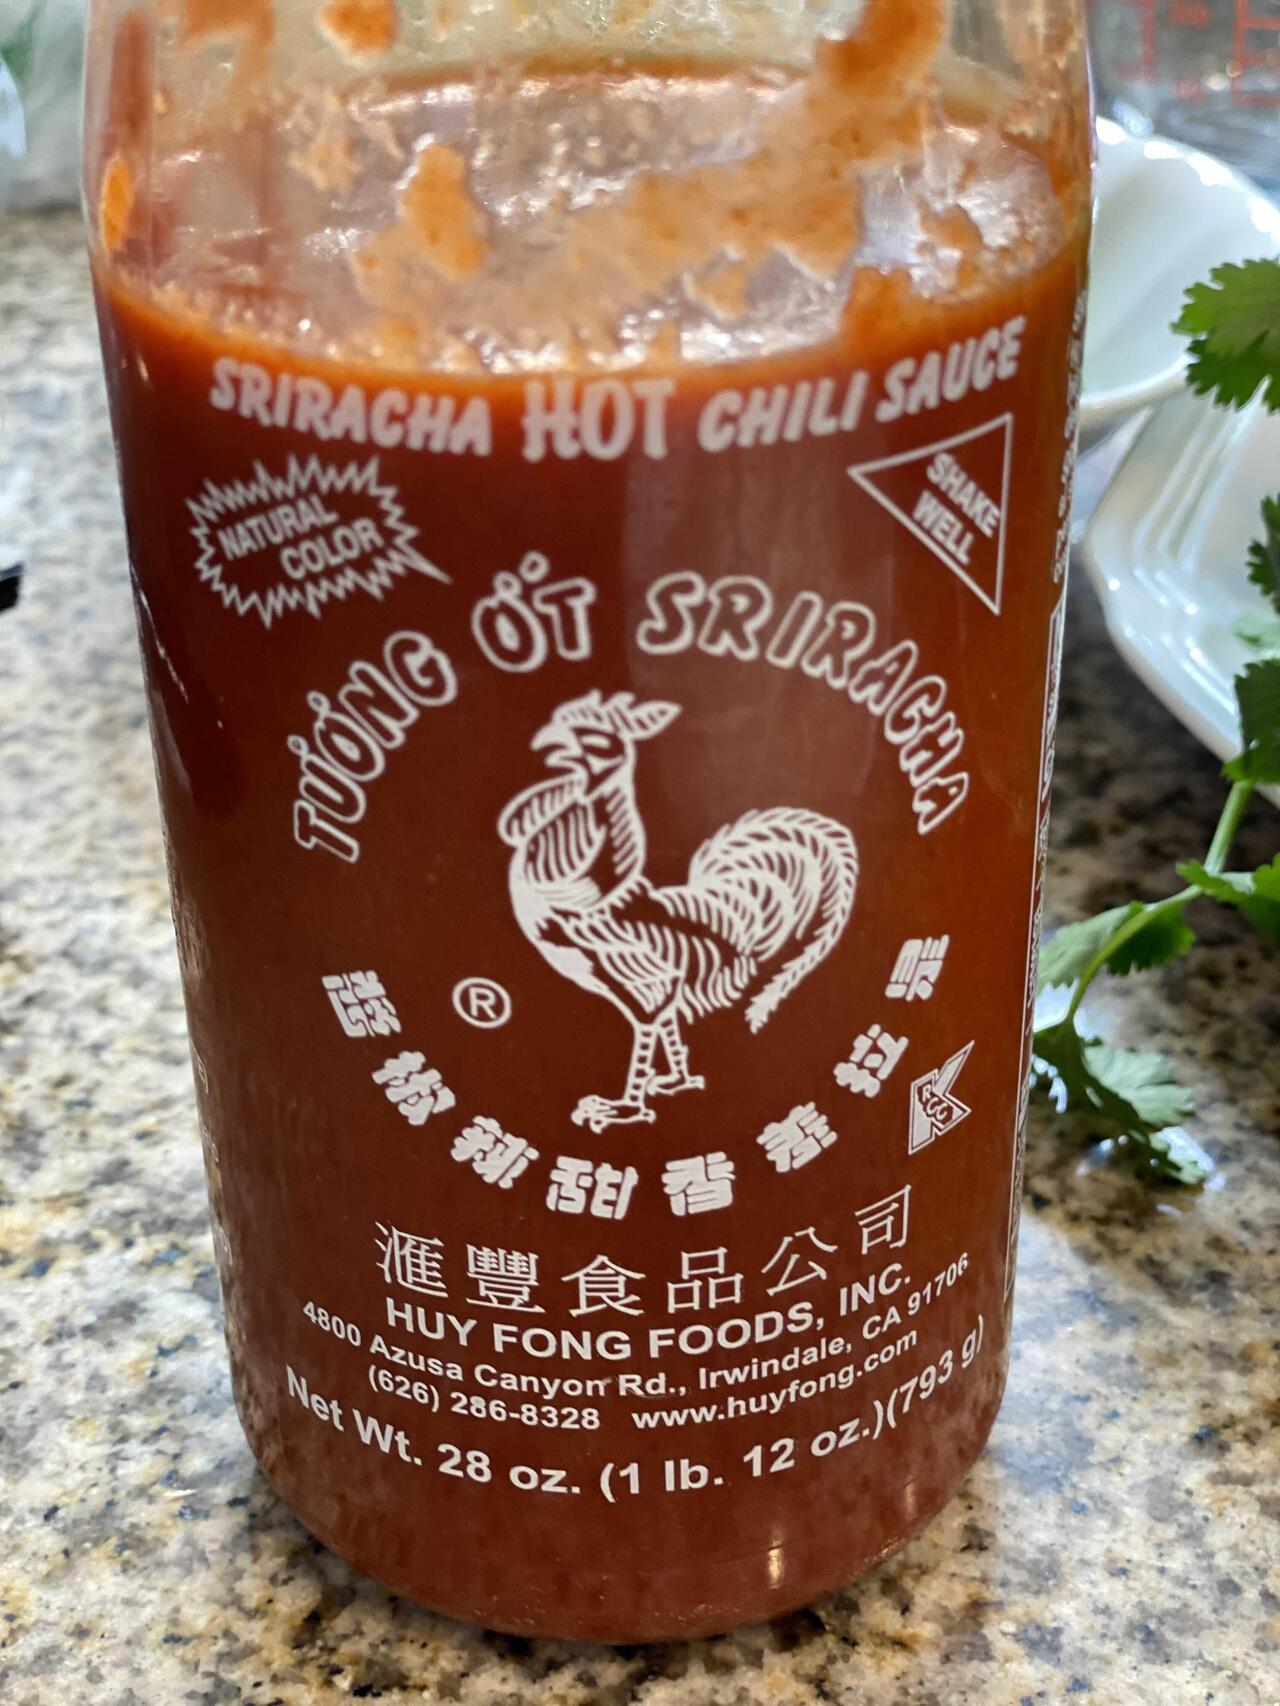 SRIRACHA HOT CHILI SAUCE
NATURAL
COLOR
SHAKE
WELL
TƯƠNG ỚT SRIRACHA
®
是拉差香甜辣椒醬
RCC
K
滙豐食品公司
HUY FONG FOODS, INC.
4800 Azusa Canyon Rd., Irwindale, CA 91706
(626) 286-8328 www.huyfong.com
Net Wt. 28 oz. (1 lb. 12 oz.)(793 g)